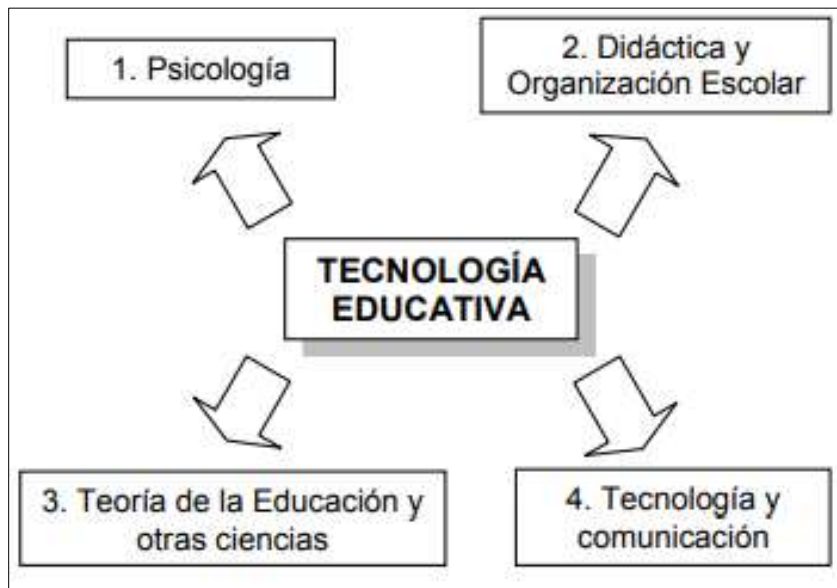 1. Psicología
2. Didáctica y
Organización Escolar
TECNOLOGÍA
EDUCATIVA
3. Teoría de la Educación y
otras ciencias
4. Tecnología y
comunicación